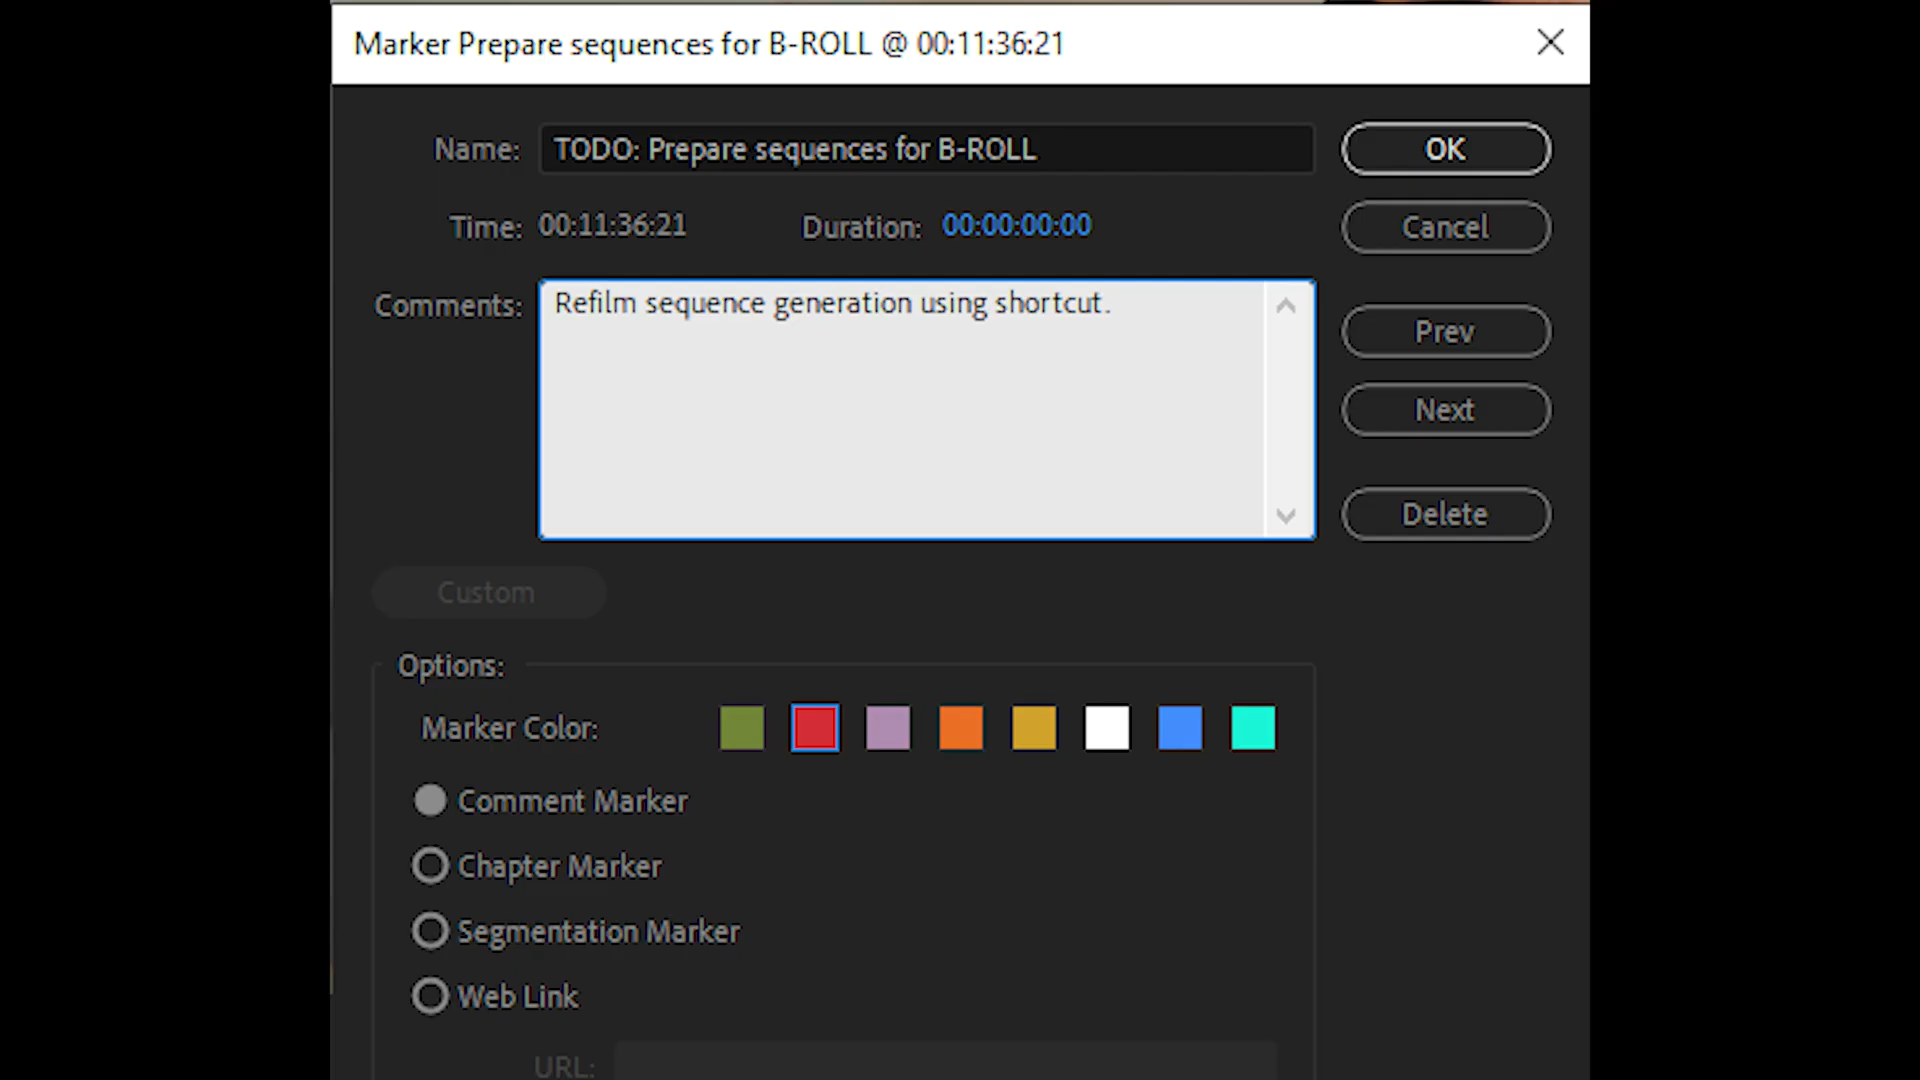 Marker Prepare sequences for B-ROLL @ 00:11:36:21
Name: TODO: Prepare sequences for B-ROLL OK
Time: 00:11:36:21 Duration: 00:00:00:00 Cancel
Comments: Refilm sequence generation using shortcut.
Prev
Next
Delete
Custom
Options:
Marker Color:
Comment Marker
Chapter Marker
Segmentation Marker
Web Link
URL: